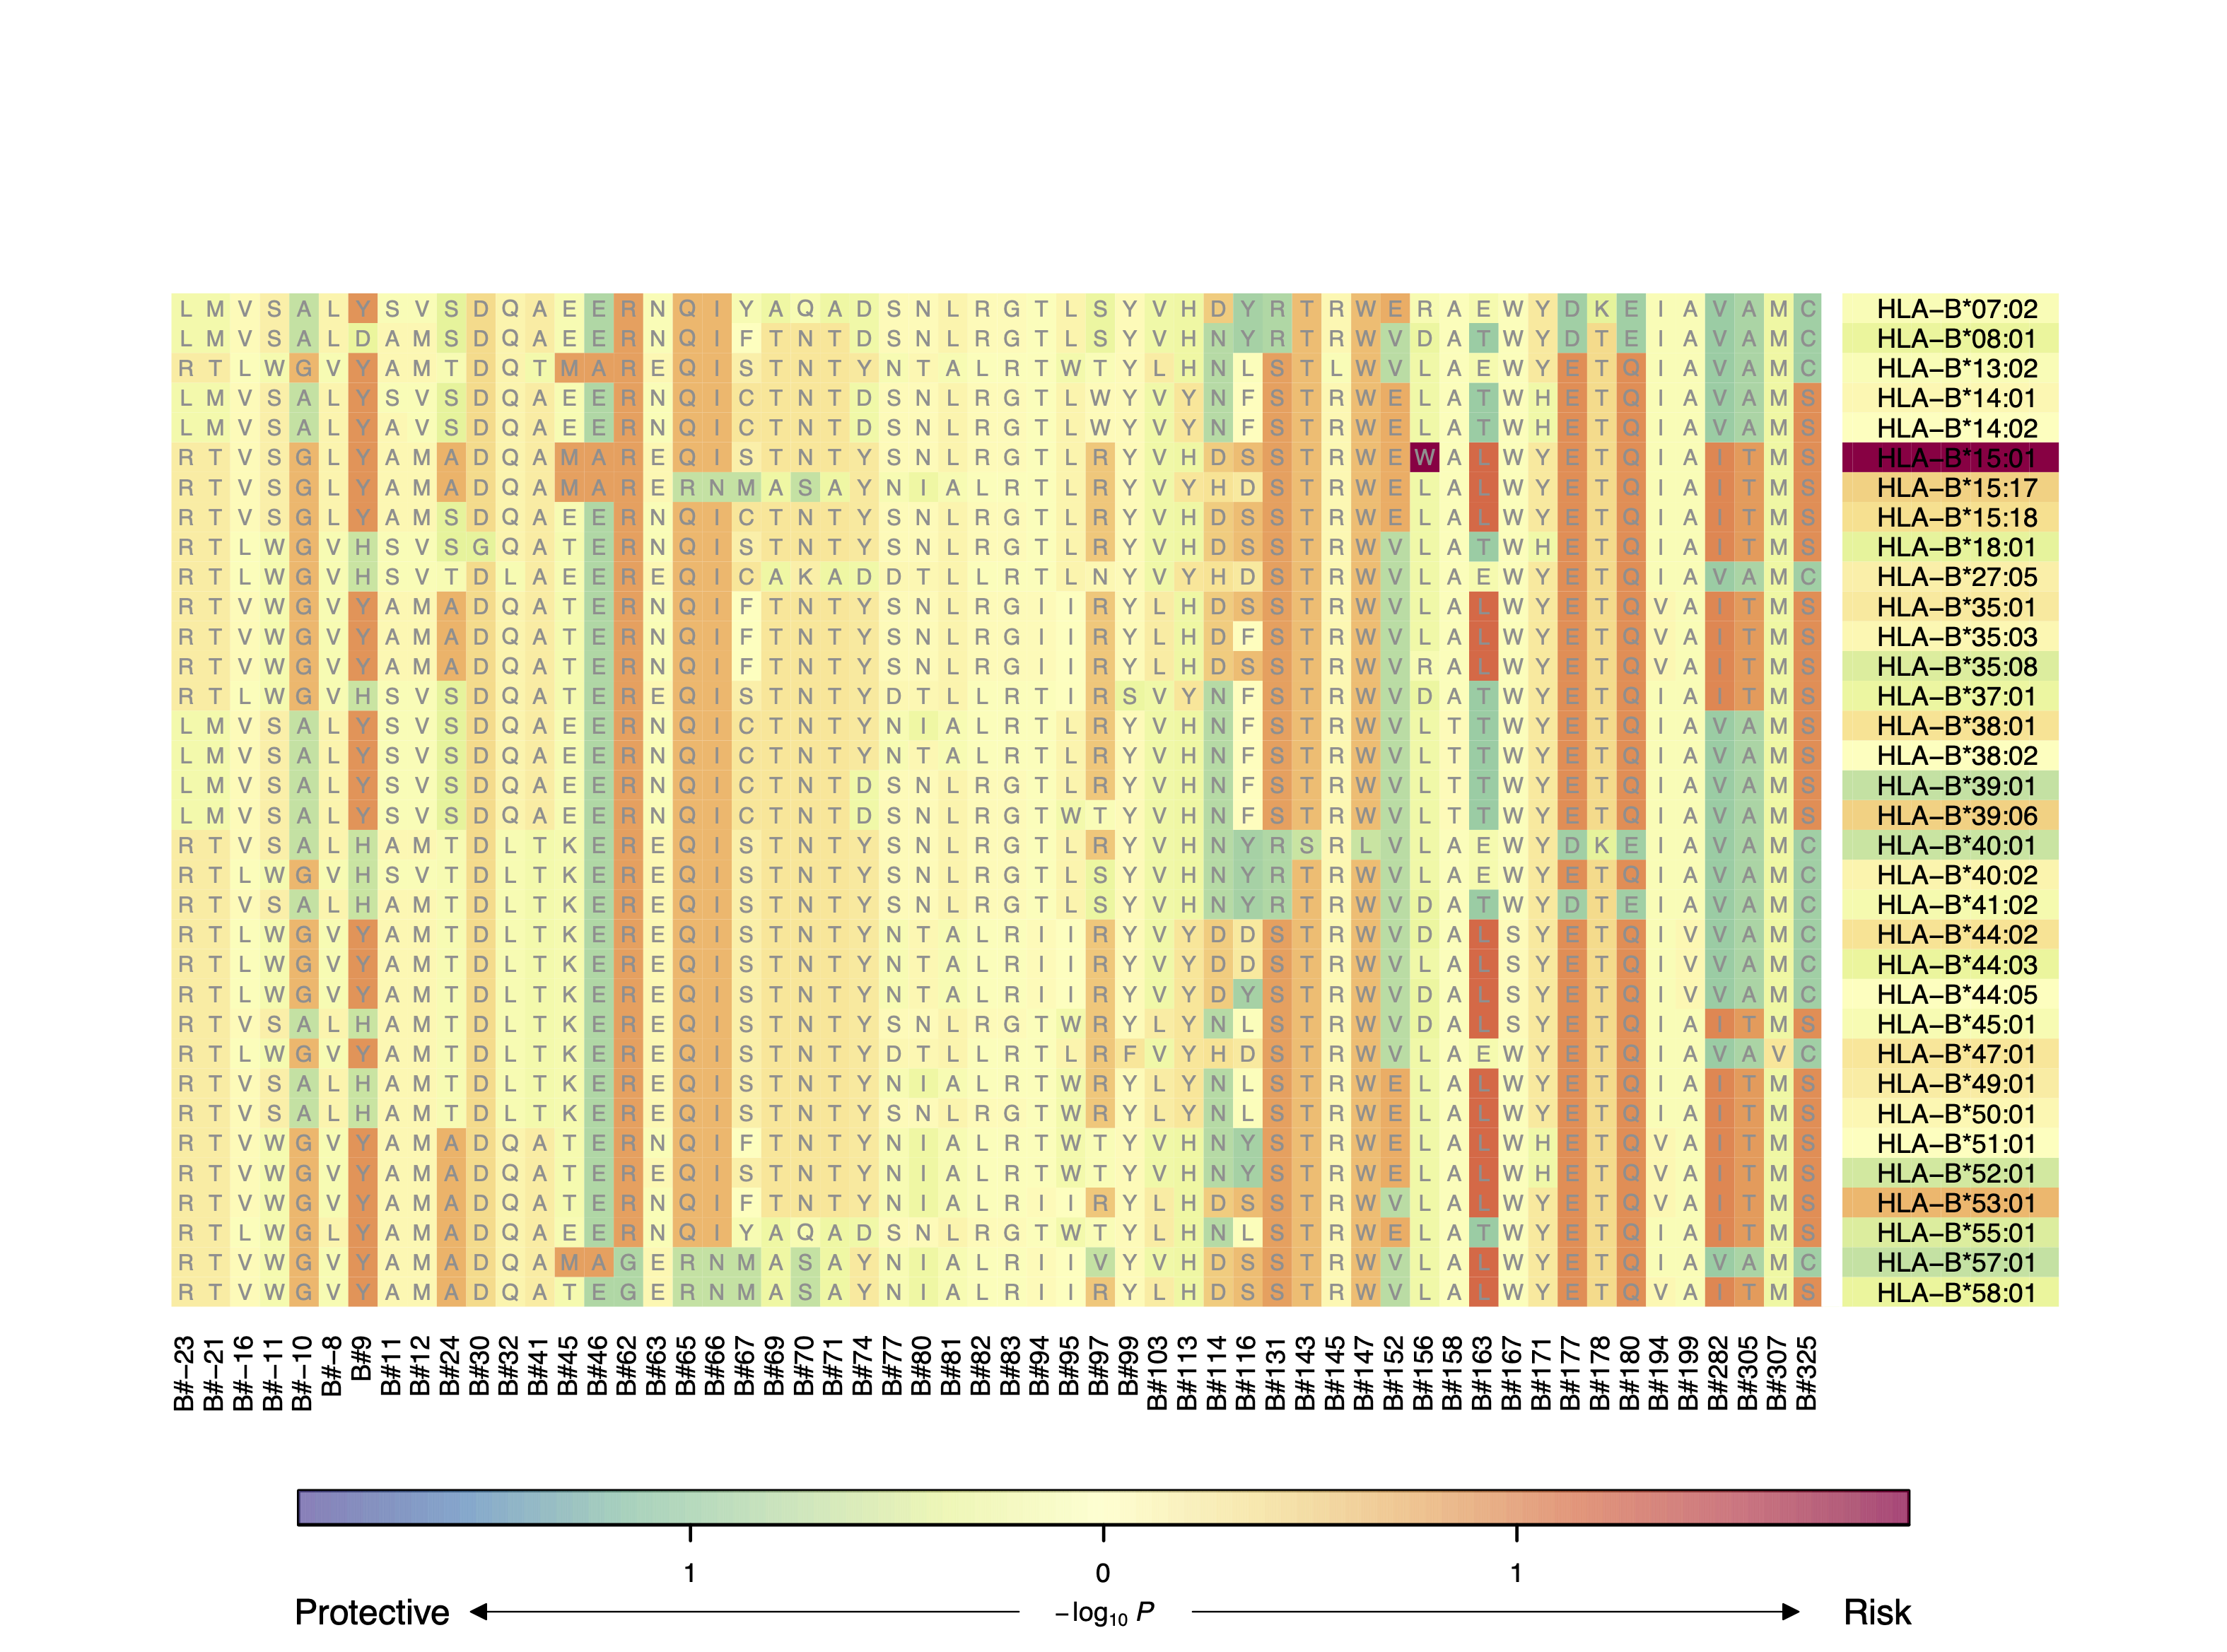 L M V S A L Y S V S D Q A E E R N Q I Y A Q A D S N L R G T L S Y V H D Y R T R W E R A E W Y D K E I A V A M C HLA−B*07:02
L M V S A L D A M S D Q A E E R N Q I F T N T D S N L R G T L S Y V H N Y R T R W V D A T W Y D T E I A V A M C HLA−B*08:01
R T L W G V Y A M T D Q T M A R E Q I S T N T Y N T A L R T W T Y L H N L S T L W V L A E W Y E T Q I A V A M C HLA−B*13:02
L M V S A L Y S V S D Q A E E R N Q I C T N T D S N L R G T L W Y V Y N F S T R W E L A T W H E T Q I A V A M S HLA−B*14:01
L M V S A L Y A V S D Q A E E R N Q I C T N T D S N L R G T L W Y V Y N F S T R W E L A T W H E T Q I A V A M S HLA−B*14:02
R T V S G L Y A M A D Q A M A R E Q I S T N T Y S N L R G T L R Y V H D S S T R W E W A L W Y E T Q I A I T M S HLA−B*15:01
R T V S G L Y A M A D Q A M A R E R N M A S A Y N I A L R T L R Y V Y H D S T R W E L A L W Y E T Q I A I T M S HLA−B*15:17
R T V S G L Y A M S D Q A E E R N Q I C T N T Y S N L R G T L R Y V H D S S T R W E L A L W Y E T Q I A I T M S HLA−B*15:18
R T L W G V H S V S G Q A T E R N Q I S T N T Y S N L R G T L R Y V H D S S T R W V L A T W H E T Q I A I T M S HLA−B*18:01
R T L W G V H S V T D L A E E R E Q I C A K A D D T L L R T L N Y V Y H D S T R W V L A E W Y E T Q I A V A M C HLA−B*27:05
R T V W G V Y A M A D Q A T E R N Q I F T N T Y S N L R G I I R Y L H D S S T R W V L A L W Y E T Q V A I T M S HLA−B*35:01
R T V W G V Y A M A D Q A T E R N Q I F T N T Y S N L R G I I R Y L H D F S T R W V L A L W Y E T Q V A I T M S HLA−B*35:03
R T V W G V Y A M A D Q A T E R N Q I F T N T Y S N L R G I I R Y L H D S S T R W V R A L W Y E T Q V A I T M S HLA−B*35:08
R T L W G V H S V S D Q A T E R E Q I S T N T Y D T L L R T I R S V Y N F S T R W V D A T W Y E T Q I A I T M S HLA−B*37:01
L M V S A L Y S V S D Q A E E R N Q I C T N T Y N I A L R T L R Y V H N F S T R W V L T T W Y E T Q I A V A M S HLA−B*38:01
L M V S A L Y S V S D Q A E E R N Q I C T N T Y N T A L R T L R Y V H N F S T R W V L T T W Y E T Q I A V A M S HLA−B*38:02
L M V S A L Y S V S D Q A E E R N Q I C T N T D S N L R G T L R Y V H N F S T R W V L T T W Y E T Q I A V A M S HLA−B*39:01
L M V S A L Y S V S D Q A E E R N Q I C T N T D S N L R G T W T Y V H N F S T R W V L T T W Y E T Q I A V A M S HLA−B*39:06
R T V S A L H A M T D L T K E R E Q I S T N T Y S N L R G T L R Y V H N Y R S R L V L A E W Y D K E I A V A M C HLA−B*40:01
R T L W G V H S V T D L T K E R E Q I S T N T Y S N L R G T L S Y V H N Y R T R W V L A E W Y E T Q I A V A M C HLA−B*40:02
R T V S A L H A M T D L T K E R E Q I S T N T Y S N L R G T L S Y V H N Y R T R W V D A T W Y D T E I A V A M C HLA−B*41:02
R T L W G V Y A M T D L T K E R E Q I S T N T Y N T A L R I I R Y V Y D D S T R W V D A L S Y E T Q I V V A M C HLA−B*44:02
R T L W G V Y A M T D L T K E R E Q I S T N T Y N T A L R I I R Y V Y D D S T R W V L A L S Y E T Q I V V A M C HLA−B*44:03
R T L W G V Y A M T D L T K E R E Q I S T N T Y N T A L R I I R Y V Y D Y S T R W V D A L S Y E T Q I V V A M C HLA−B*44:05
R T V S A L H A M T D L T K E R E Q I S T N T Y S N L R G T W R Y L Y N L S T R W V D A L S Y E T Q I A I T M S HLA−B*45:01
R T L W G V Y A M T D L T K E R E Q I S T N T Y D T L L R T L R F V Y H D S T R W V L A E W Y E T Q I A V A V C HLA−B*47:01
R T V S A L H A M T D L T K E R E Q I S T N T Y N I A L R T W R Y L Y N L S T R W E L A L W Y E T Q I A I T M S HLA−B*49:01
R T V S A L H A M T D L T K E R E Q I S T N T Y S N L R G T W R Y L Y N L S T R W E L A L W Y E T Q I A I T M S HLA−B*50:01
R T V W G V Y A M A D Q A T E R N Q I F T N T Y N I A L R T W T Y V H N Y S T R W E L A L W H E T Q V A I T M S HLA−B*51:01
R T V W G V Y A M A D Q A T E R E Q I S T N T Y N I A L R T W T Y V H N Y S T R W E L A L W H E T Q V A I T M S HLA−B*52:01
R T V W G V Y A M A D Q A T E R N Q I F T N T Y N I A L R I I R Y L H D S S T R W V L A L W Y E T Q V A I T M S HLA−B*53:01
R T L W G L Y A M A D Q A E E R N Q I Y A Q A D S N L R G T W T Y L H N L S T R W E L A T W Y E T Q I A I T M S HLA−B*55:01
R T V W G V Y A M A D Q A M A G E R N M A S A Y N I A L R I I V Y V H D S S T R W V L A L W Y E T Q I A V A M C HLA−B*57:01
R T V W G V Y A M A D Q A T E G E R N M A S A Y N I A L R I I R Y L H D S S T R W V L A L W Y E T Q V A I T M S HLA−B*58:01
B#−23 B#−21 B#−16 B#−11 B#−10 B#−8 B#9 B#11 B#12 B#24 B#30 B#32 B#41 B#45 B#46 B#62 B#63 B#65 B#66 B#67 B#69 B#70 B#71 B#74 B#77 B#80 B#81 B#82 B#83 B#94 B#95 B#97 B#99 B#103 B#113 B#114 B#116 B#131 B#143 B#145 B#147 B#152 B#156 B#158 B#163 B#167 B#171 B#177 B#178 B#180 B#194 B#199 B#282 B#305 B#307 B#325
1 0 1
Protective −log10 P Risk